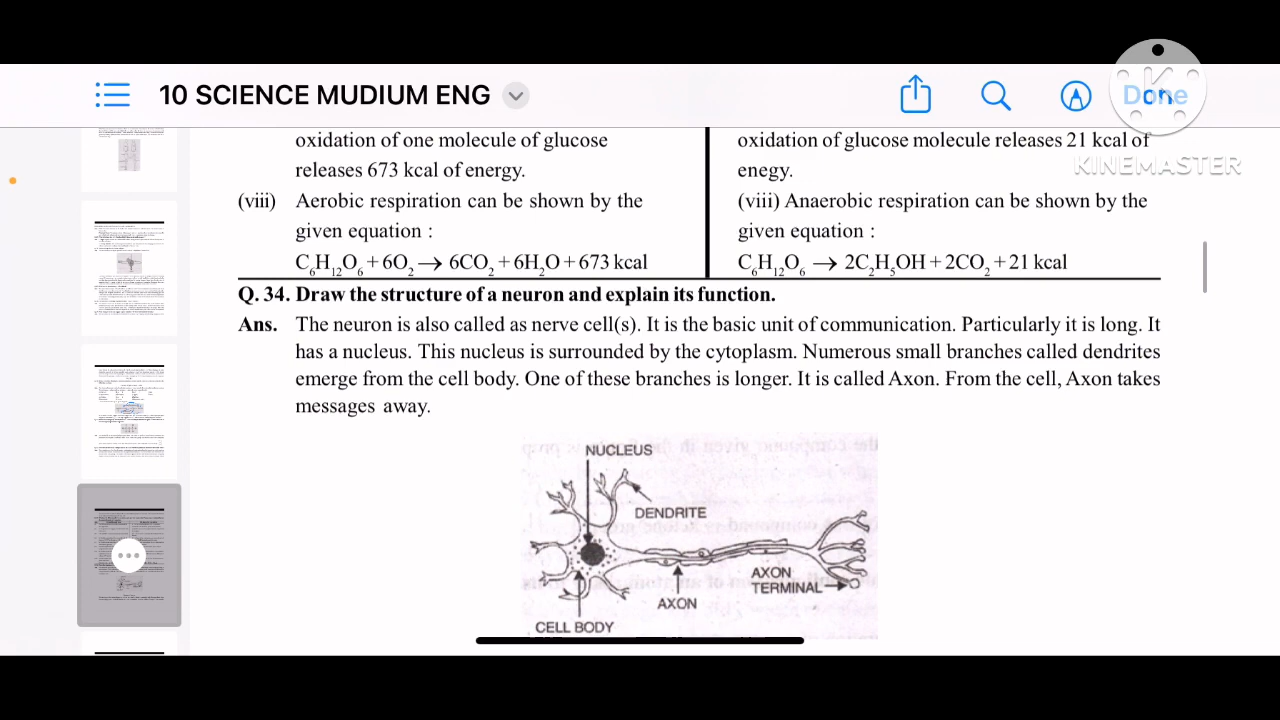 10 SCIENCE MUDIUM ENG
Done
KINEMASTER
oxidation of one molecule of glucose
releases 673 kcal of energy.
(viii) Aerobic respiration can be shown by the
given equation :
C₆H₁₂O₆ + 6O₂ → 6CO₂ + 6H₂O + 673 kcal
oxidation of glucose molecule releases 21 kcal of
enegy.
(viii) Anaerobic respiration can be shown by the
given equation :
C₆H₁₂O₆ → 2C₂H₅OH + 2CO₂ + 21 kcal
Q. 34. Draw the structure of a neuron and explain its function.
Ans. The neuron is also called as nerve cell(s). It is the basic unit of communication. Particularly it is long. It
has a nucleus. This nucleus is surrounded by the cytoplasm. Numerous small branches called dendrites
emerge from the cell body. One of these branches is longer. It is called Axon. From the cell, Axon takes
messages away.
NUCLEUS
DENDRITE
AXON
TERMINAL
AXON
CELL BODY